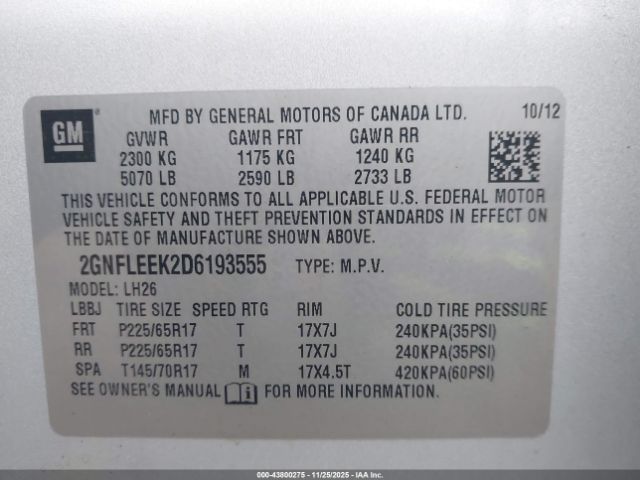 GM
MFD BY GENERAL MOTORS OF CANADA LTD. 10/12
GVWR GAWR FRT GAWR RR
2300 KG 1175 KG 1240 KG
5070 LB 2590 LB 2733 LB
THIS VEHICLE CONFORMS TO ALL APPLICABLE U.S. FEDERAL MOTOR
VEHICLE SAFETY AND THEFT PREVENTION STANDARDS IN EFFECT ON
THE DATE OF MANUFACTURE SHOWN ABOVE.
2GNFLEEK2D6193555 TYPE: M.P.V.
MODEL: LH26
LBBJ TIRE SIZE SPEED RTG RIM COLD TIRE PRESSURE
FRT P225/65R17 T 17X7J 240KPA(35PSI)
RR P225/65R17 T 17X7J 240KPA(35PSI)
SPA T145/70R17 M 17X4.5T 420KPA(60PSI)
SEE OWNER'S MANUAL i FOR MORE INFORMATION.
000-43800275 - 11/25/2025 - IAAI.COM